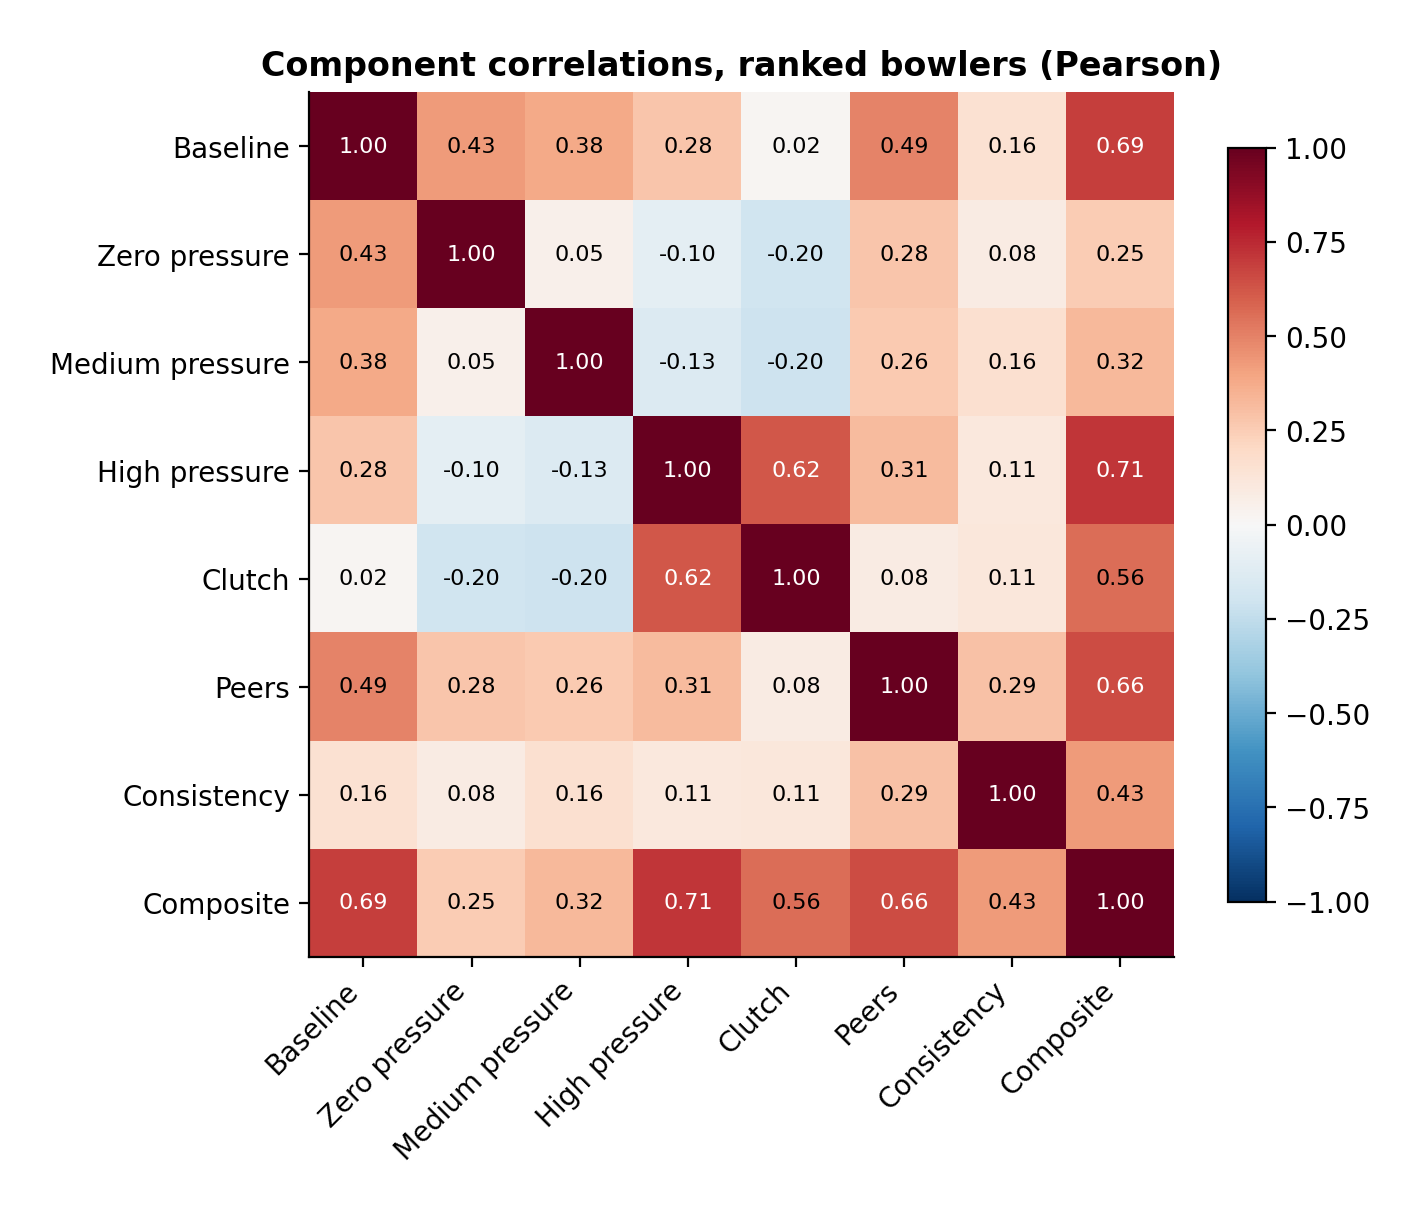 Component correlations, ranked bowlers (Pearson)
Baseline 1.00 0.43 0.38 0.28 0.02 0.49 0.16 0.69
Zero pressure 0.43 1.00 0.05 -0.10 -0.20 0.28 0.08 0.25
Medium pressure 0.38 0.05 1.00 -0.13 -0.20 0.26 0.16 0.32
High pressure 0.28 -0.10 -0.13 1.00 0.62 0.31 0.11 0.71
Clutch 0.02 -0.20 -0.20 0.62 1.00 0.08 0.11 0.56
Peers 0.49 0.28 0.26 0.31 0.08 1.00 0.29 0.66
Consistency 0.16 0.08 0.16 0.11 0.11 0.29 1.00 0.43
Composite 0.69 0.25 0.32 0.71 0.56 0.66 0.43 1.00
Baseline
Zero pressure
Medium pressure
High pressure
Clutch
Peers
Consistency
Composite
1.00
0.75
0.50
0.25
0.00
−0.25
−0.50
−0.75
−1.00